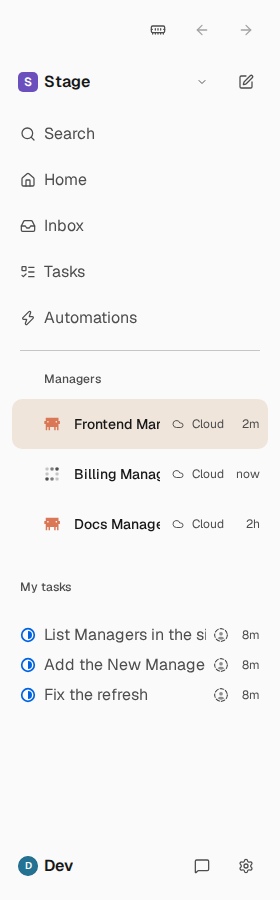 S Stage
Search
Home
Inbox
Tasks
Automations
Managers
Frontend Mar Cloud 2m
Billing Manag Cloud now
Docs Manage Cloud 2h
My tasks
List Managers in the si 8m
Add the New Manage 8m
Fix the refresh 8m
D Dev